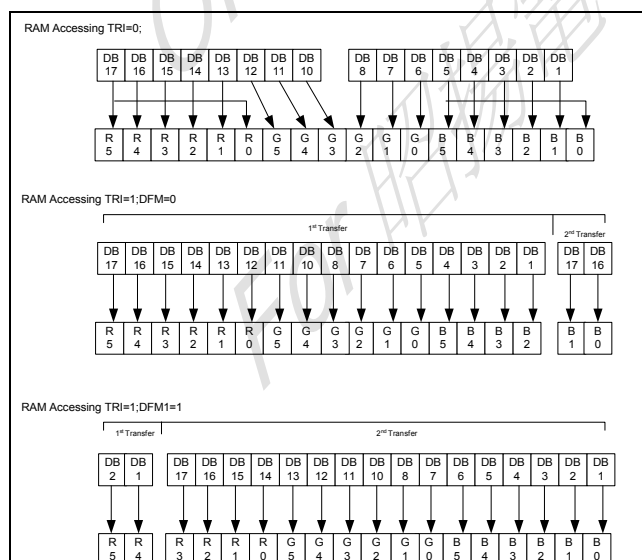 RAM Accessing TRI=0;
DB 17 DB 16 DB 15 DB 14 DB 13 DB 12 DB 11 DB 10 DB 8 DB 7 DB 6 DB 5 DB 4 DB 3 DB 2 DB 1
R 5 R 4 R 3 R 2 R 1 R 0 G 5 G 4 G 3 G 2 G 1 G 0 B 5 B 4 B 3 B 2 B 1 B 0
RAM Accessing TRI=1;DFM=0
1st Transfer 2nd Transfer
DB 17 DB 16 DB 15 DB 14 DB 13 DB 12 DB 11 DB 10 DB 8 DB 7 DB 6 DB 5 DB 4 DB 3 DB 2 DB 1 DB 17 DB 16
R 5 R 4 R 3 R 2 R 1 R 0 G 5 G 4 G 3 G 2 G 1 G 0 B 5 B 4 B 3 B 2 B 1 B 0
RAM Accessing TRI=1;DFM1=1
1st Transfer 2nd Transfer
DB 2 DB 1 DB 17 DB 16 DB 15 DB 14 DB 13 DB 12 DB 11 DB 10 DB 8 DB 7 DB 6 DB 5 DB 4 DB 3 DB 2 DB 1
R 5 R 4 R 3 R 2 R 1 R 0 G 5 G 4 G 3 G 2 G 1 G 0 B 5 B 4 B 3 B 2 B 1 B 0
For